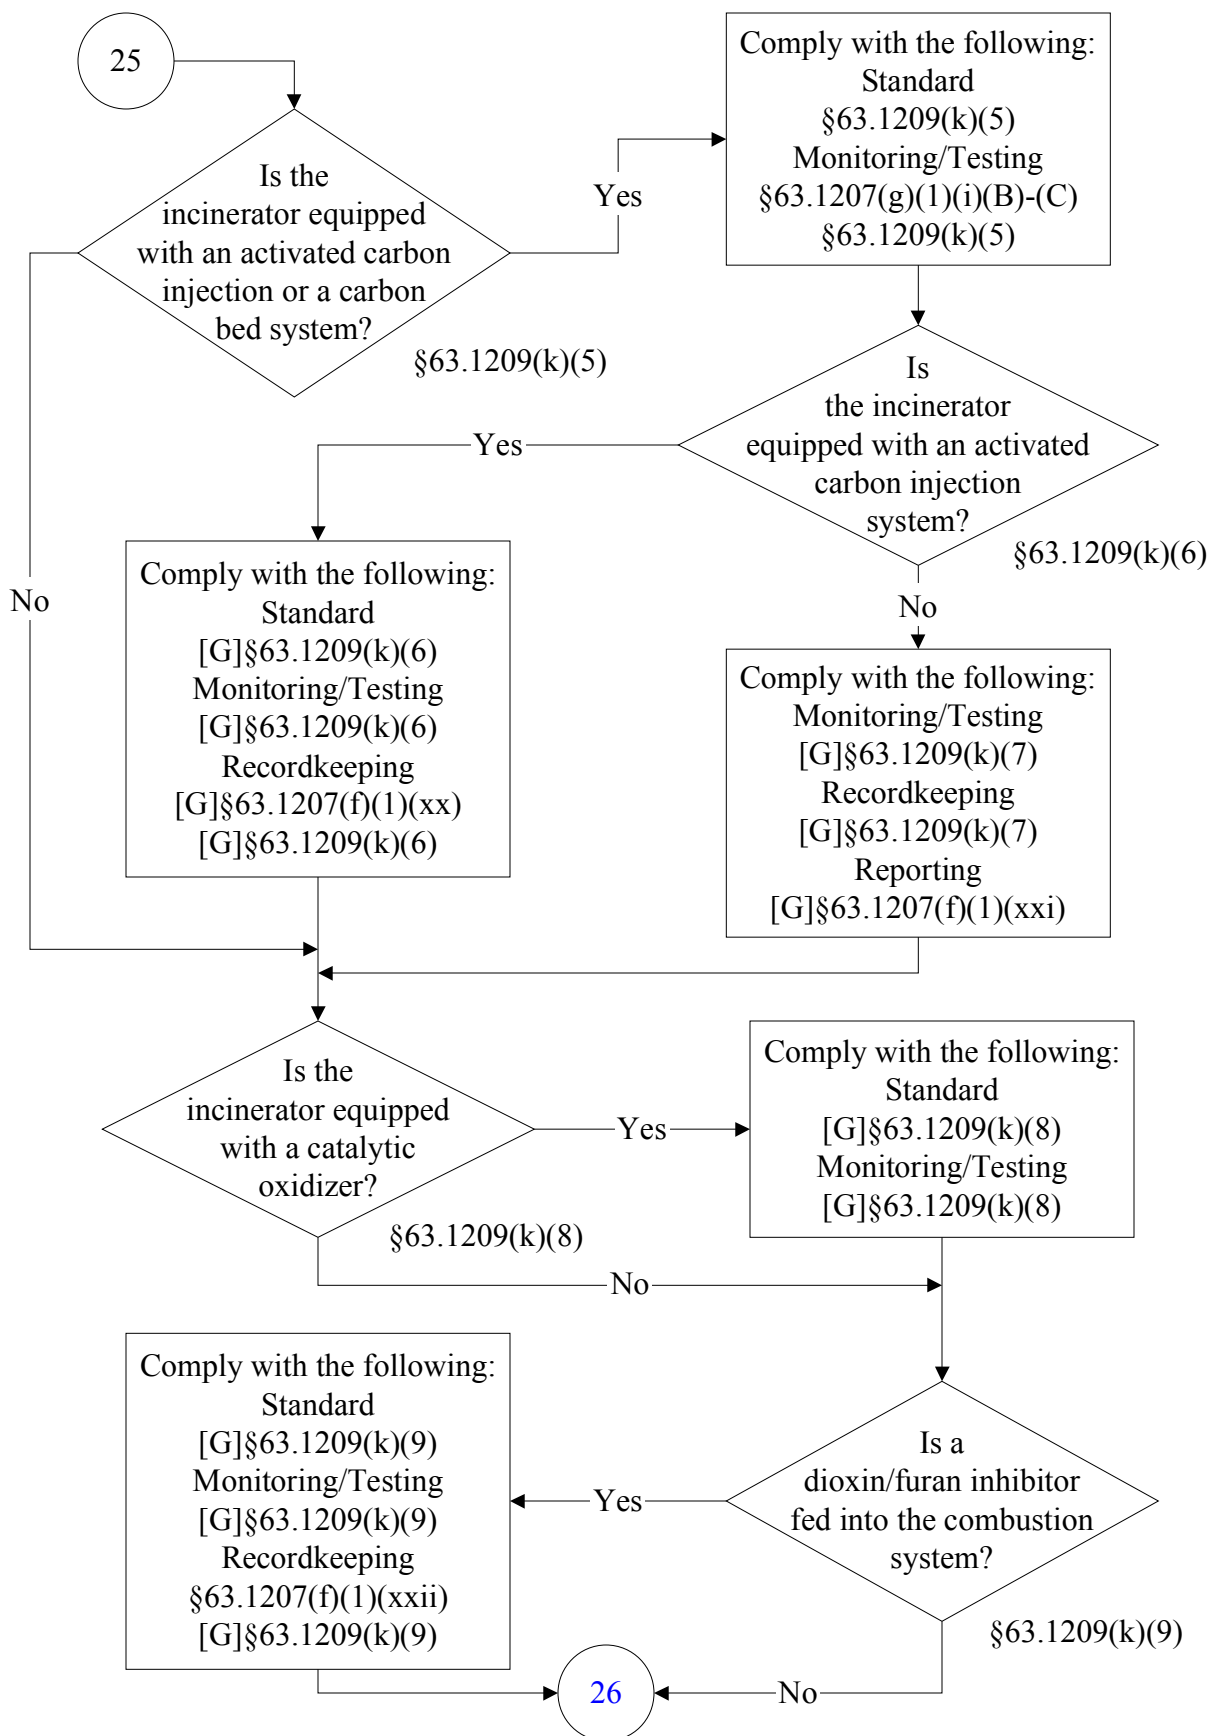 25
Is the
incinerator equipped
with an activated carbon
injection or a carbon
bed system?
§63.1209(k)(5)
Yes
Comply with the following:
Standard
§63.1209(k)(5)
Monitoring/Testing
§63.1207(g)(1)(i)(B)-(C)
§63.1209(k)(5)
Is
the incinerator
equipped with an activated
carbon injection
system?
§63.1209(k)(6)
Yes
No
No
Comply with the following:
Standard
[G]§63.1209(k)(6)
Monitoring/Testing
[G]§63.1209(k)(6)
Recordkeeping
[G]§63.1207(f)(1)(xx)
[G]§63.1209(k)(6)
Comply with the following:
Monitoring/Testing
[G]§63.1209(k)(7)
Recordkeeping
[G]§63.1209(k)(7)
Reporting
[G]§63.1207(f)(1)(xxi)
Is the
incinerator equipped
with a catalytic
oxidizer?
§63.1209(k)(8)
Yes
Comply with the following:
Standard
[G]§63.1209(k)(8)
Monitoring/Testing
[G]§63.1209(k)(8)
No
Is a
dioxin/furan inhibitor
fed into the combustion
system?
§63.1209(k)(9)
Yes
Comply with the following:
Standard
[G]§63.1209(k)(9)
Monitoring/Testing
[G]§63.1209(k)(9)
Recordkeeping
§63.1207(f)(1)(xxii)
[G]§63.1209(k)(9)
No
26